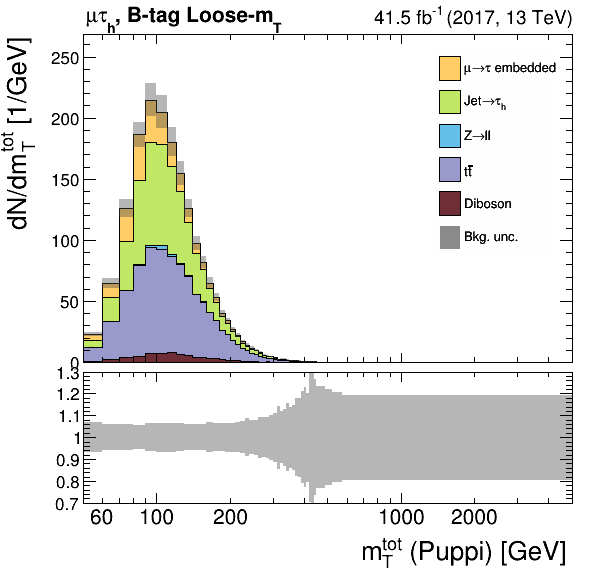 μτh, B-tag Loose-mT
41.5 fb-1 (2017, 13 TeV)
dN/dmTtot [1/GeV]
250
200
150
100
50
0
μ→τ embedded
Jet→τh
Z→ll
tt̄
Diboson
Bkg. unc.
1.3
1.2
1.1
1
0.9
0.8
0.7
60 100 200 1000 2000
mTtot (Puppi) [GeV]